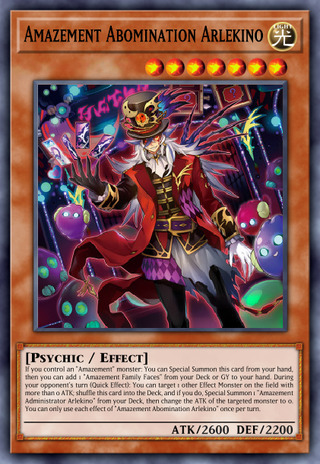 Amazement Abomination Arlekino
LIGHT
光
[Psychic / Effect]
If you control an "Amazement" monster: You can Special Summon this card from your hand,
then you can add 1 "Amazement Family Faces" from your Deck or GY to your hand. During
your opponent's turn (Quick Effect): You can target 1 other Effect Monster on the field with
more than 0 ATK; shuffle this card into the Deck, and if you do, Special Summon 1 "Amazement
Administrator Arlekino" from your Deck, then change the ATK of the targeted monster to 0.
You can only use each effect of "Amazement Abomination Arlekino" once per turn.
ATK/2600 DEF/2200